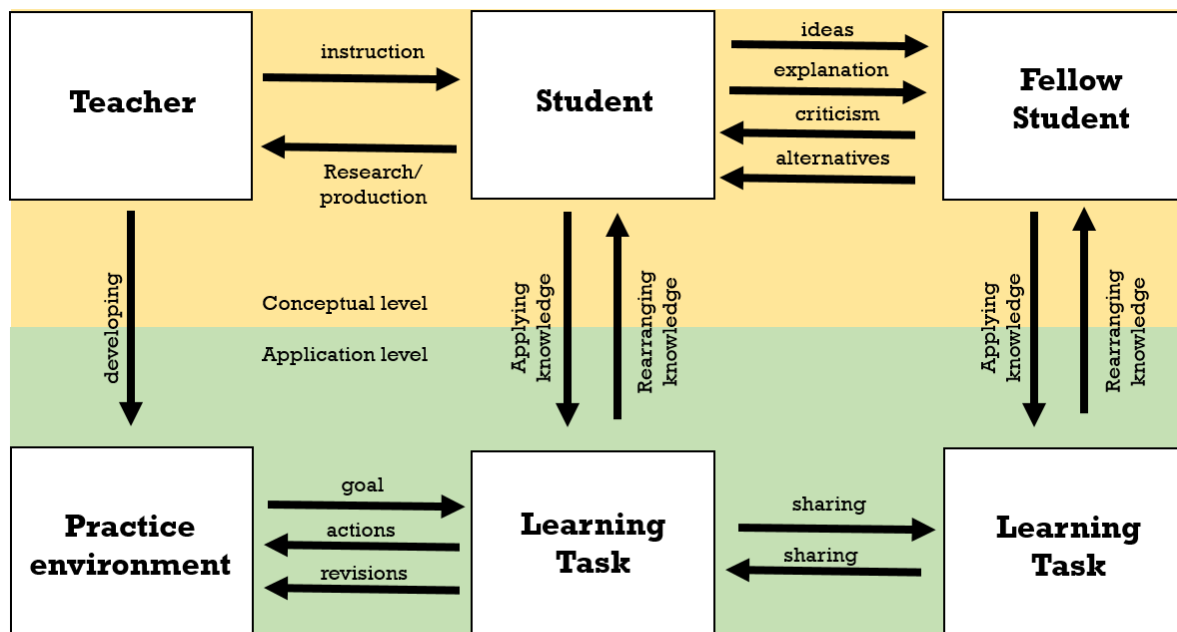 Teacher
instruction
Research/
production
Student
ideas
explanation
criticism
alternatives
Fellow
Student
developing
Conceptual level
Application level
Applying
knowledge
Rearranging
knowledge
Applying
knowledge
Rearranging
knowledge
Practice
environment
goal
actions
revisions
Learning
Task
sharing
sharing
Learning
Task